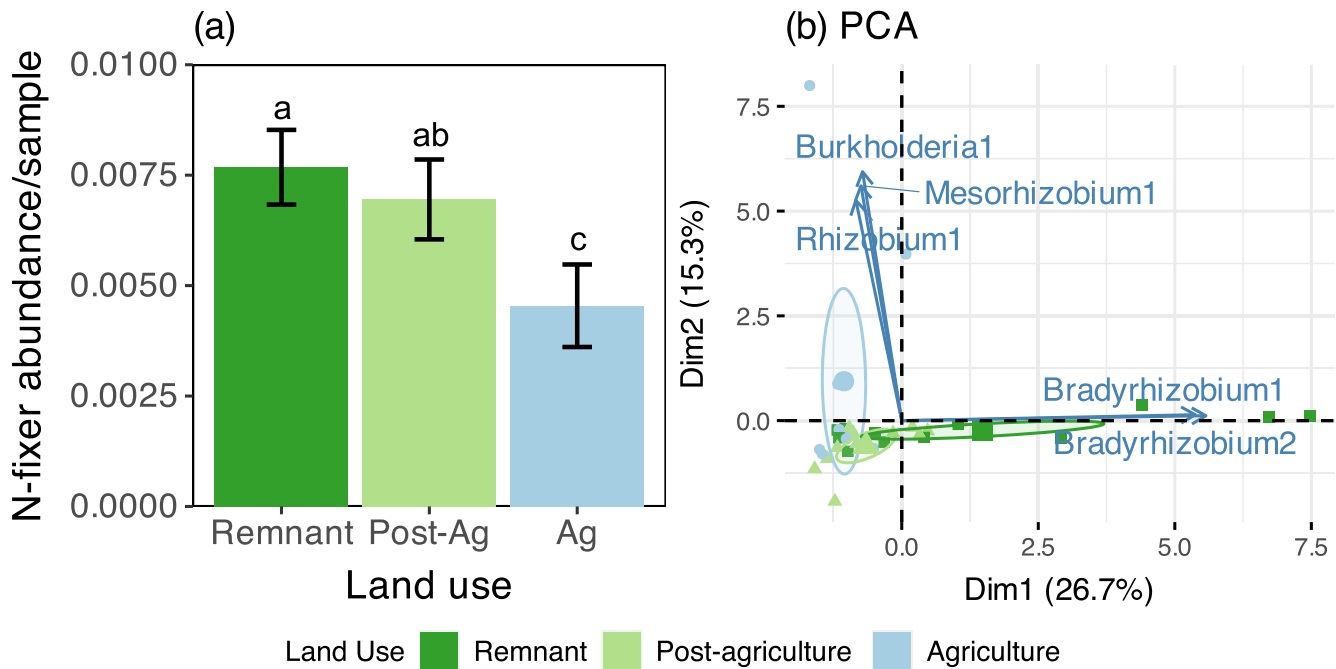 (a)
N-fixer abundance/sample
0.0100
0.0075
0.0050
0.0025
0.0000
a
ab
c
Remnant Post-Ag Ag
Land use
(b) PCA
Dim2 (15.3%)
7.5
5.0
2.5
0.0
Burkholderia1
Mesorhizobium1
Rhizobium1
Bradyrhizobium1
Bradyrhizobium2
0.0 2.5 5.0 7.5
Dim1 (26.7%)
Land Use Remnant Post-agriculture Agriculture